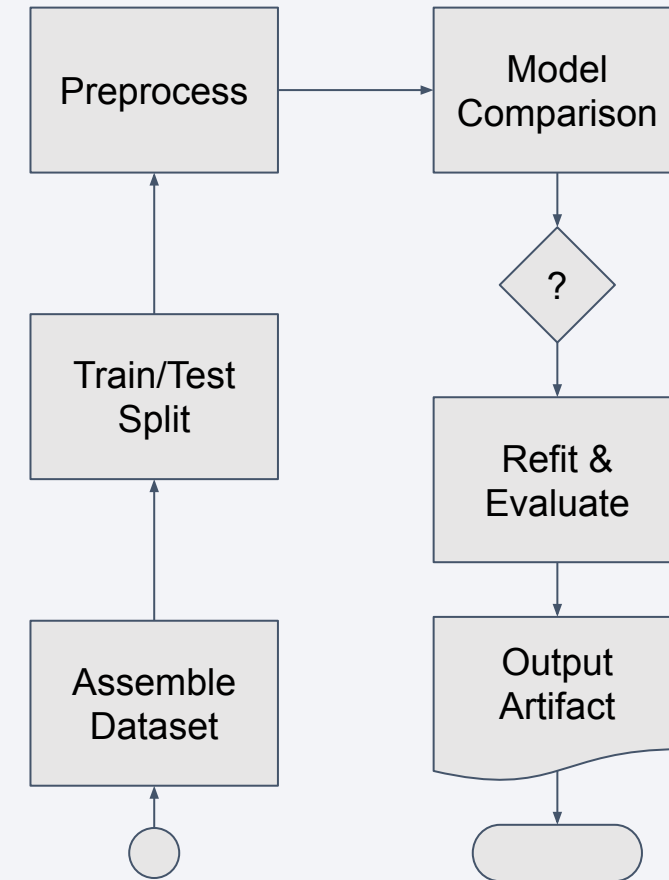 Preprocess
Model
Comparison
?
Train/Test
Split
Refit &
Evaluate
Assemble
Dataset
Output
Artifact